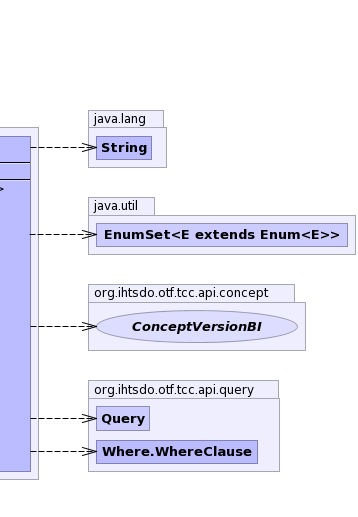 java.lang
String
java.util
EnumSet<E extends Enum<E>>
org.ihtsdo.otf.tcc.api.concept
ConceptVersionBI
org.ihtsdo.otf.tcc.api.query
Query
Where.WhereClause